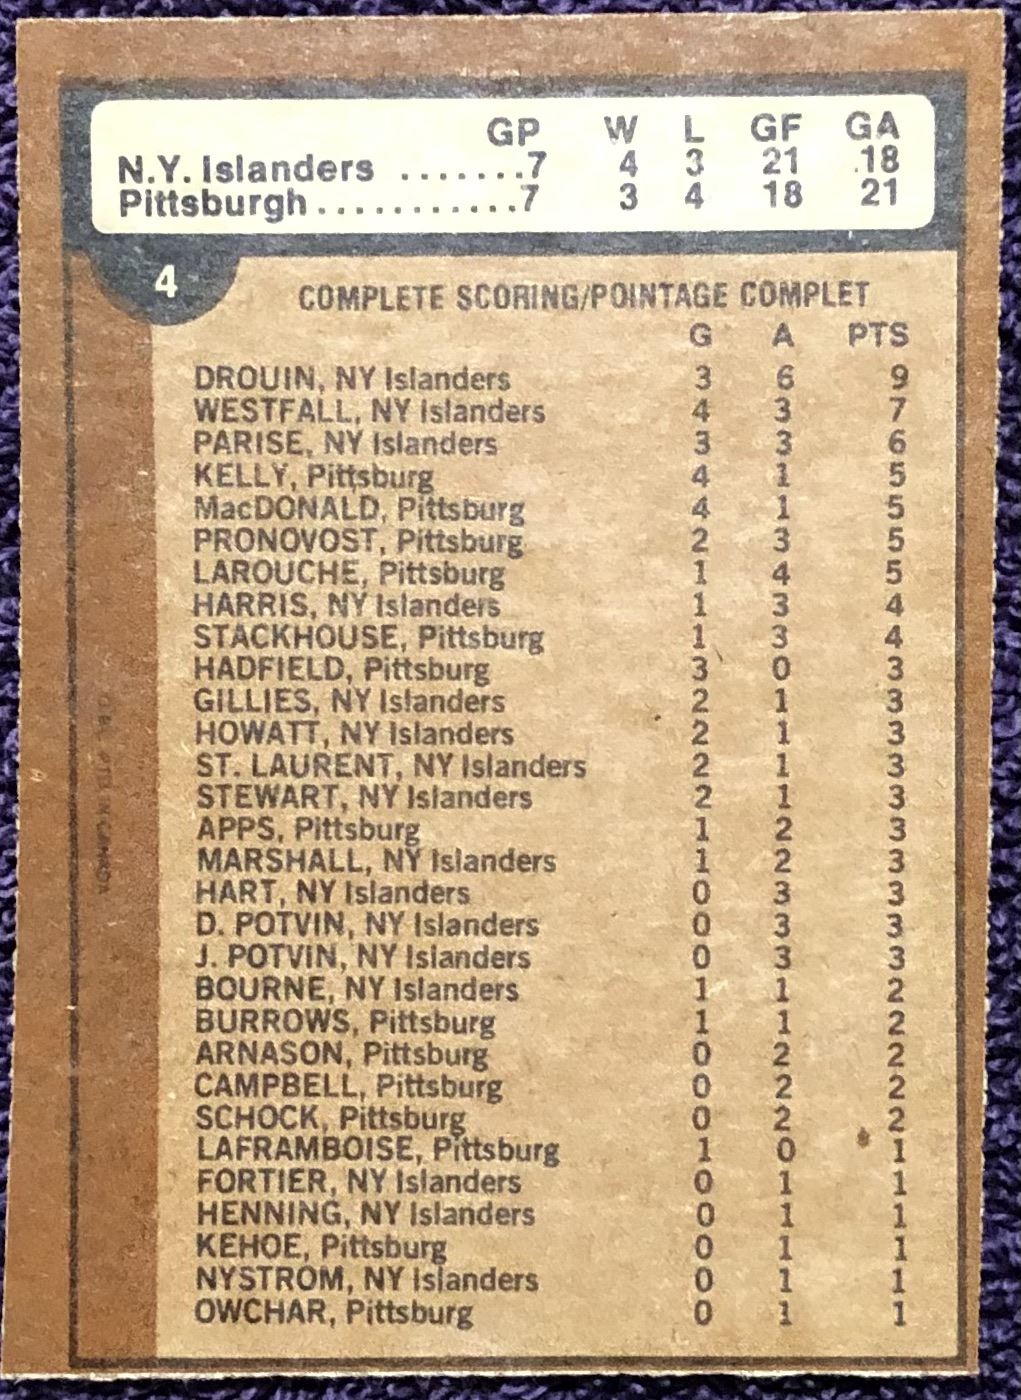 GP W L GF GA
N.Y. Islanders .......7 4 3 21 18
Pittsburgh...........7 3 4 18 21
4
COMPLETE SCORING/POINTAGE COMPLET
G A PTS
DROUIN, NY Islanders 3 6 9
WESTFALL, NY Islanders 4 3 7
PARISE, NY Islanders 3 3 6
KELLY, Pittsburg 4 1 5
MacDONALD, Pittsburg 4 1 5
PRONOVOST, Pittsburg 2 3 5
LAROUCHE, Pittsburg 1 4 5
HARRIS, NY Islanders 1 3 4
STACKHOUSE, Pittsburg 1 3 4
HADFIELD, Pittsburg 3 0 3
GILLIES, NY Islanders 2 1 3
HOWATT, NY Islanders 2 1 3
ST. LAURENT, NY Islanders 2 1 3
STEWART, NY Islanders 2 1 3
APPS, Pittsburg 1 2 3
MARSHALL, NY Islanders 1 2 3
HART, NY Islanders 0 3 3
D. POTVIN, NY Islanders 0 3 3
J. POTVIN, NY Islanders 0 3 3
BOURNE, NY Islanders 1 1 2
BURROWS, Pittsburg 1 1 2
ARNASON, Pittsburg 0 2 2
CAMPBELL, Pittsburg 0 2 2
SCHOCK, Pittsburg 0 2 2
LAFRAMBOISE, Pittsburg 1 0 1
FORTIER, NY Islanders 0 1 1
HENNING, NY Islanders 0 1 1
KEHOE, Pittsburg 0 1 1
NYSTROM, NY Islanders 0 1 1
OWCHAR, Pittsburg 0 1 1